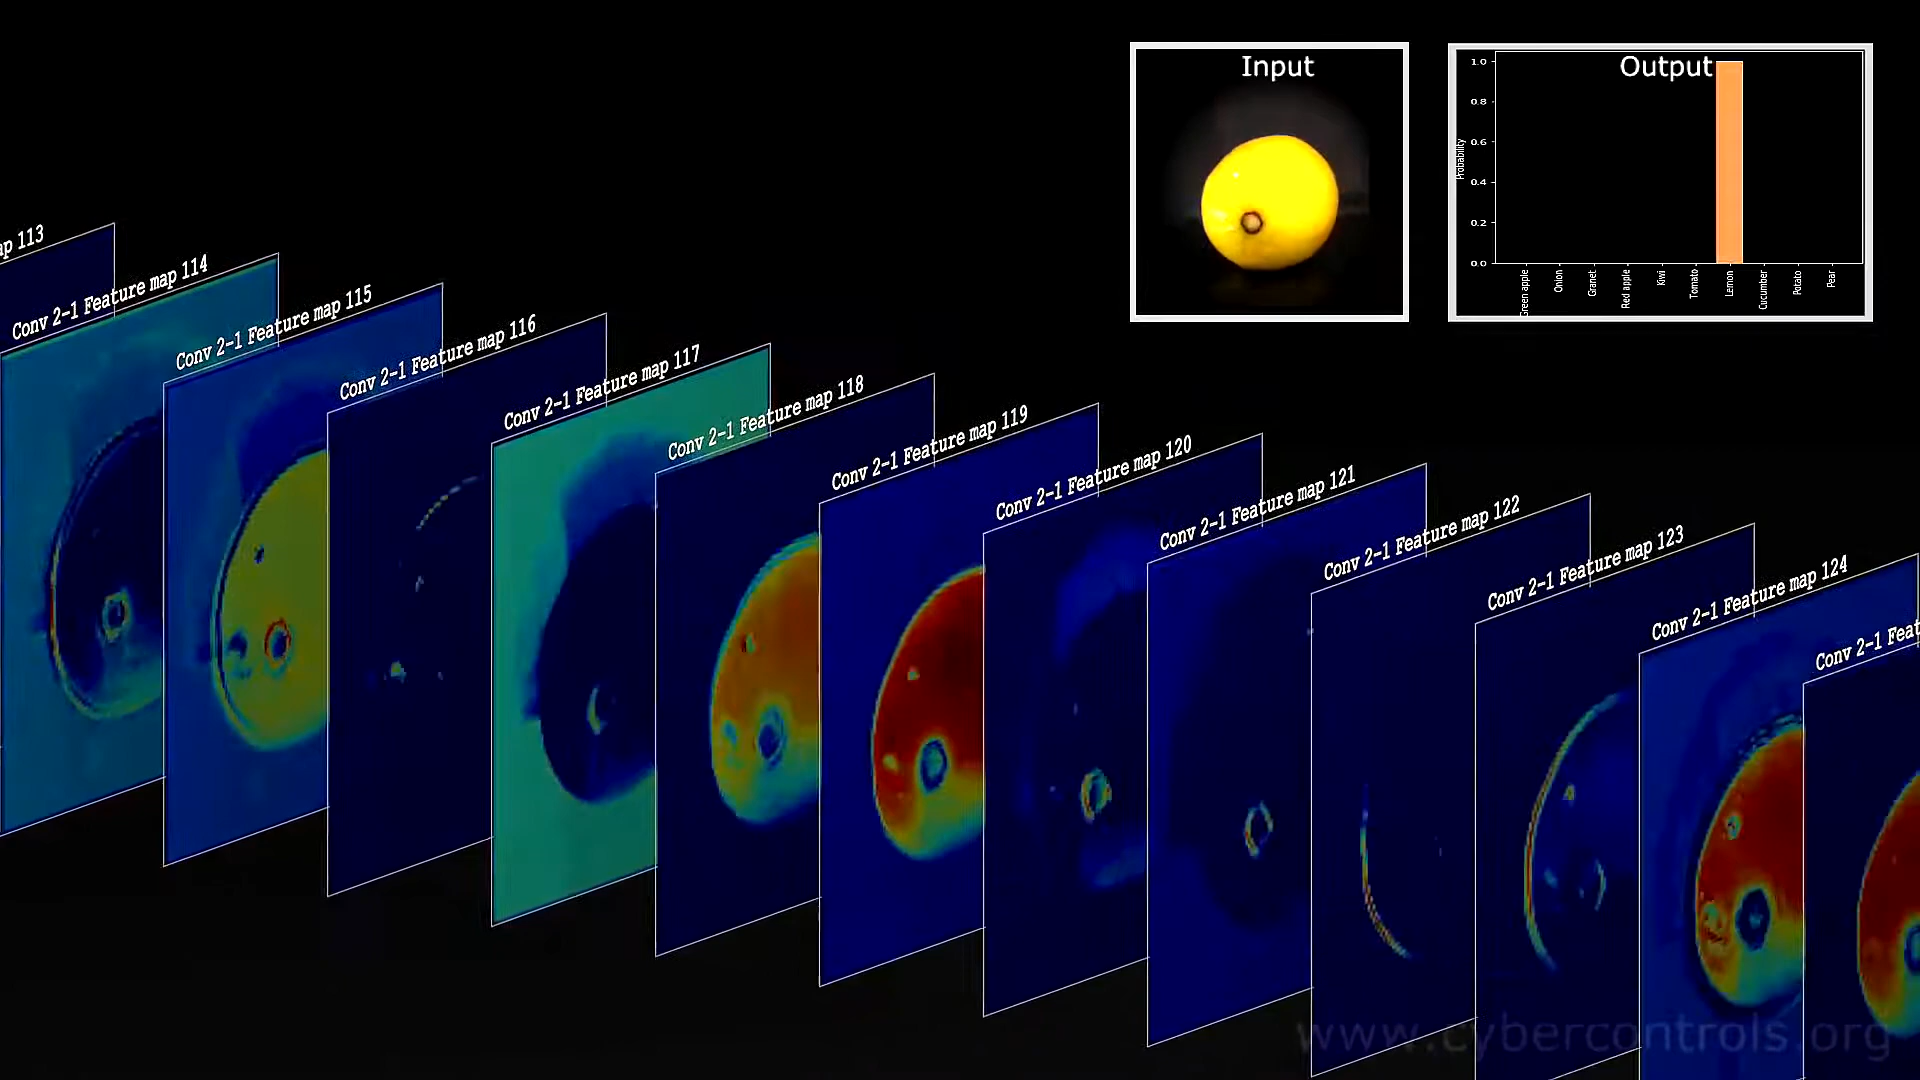 Input
Output
1.0
0.8
0.6
0.4
0.2
0.0
Probability
Green apple
Onion
Granet
Red apple
Kiwi
Tomato
Lemon
Cucumber
Potato
Pear
ap 113
Conv 2-1 Feature map 114
Conv 2-1 Feature map 115
Conv 2-1 Feature map 116
Conv 2-1 Feature map 117
Conv 2-1 Feature map 118
Conv 2-1 Feature map 119
Conv 2-1 Feature map 120
Conv 2-1 Feature map 121
Conv 2-1 Feature map 122
Conv 2-1 Feature map 123
Conv 2-1 Feature map 124
Conv 2-1 Feat
www.cybercontrols.org